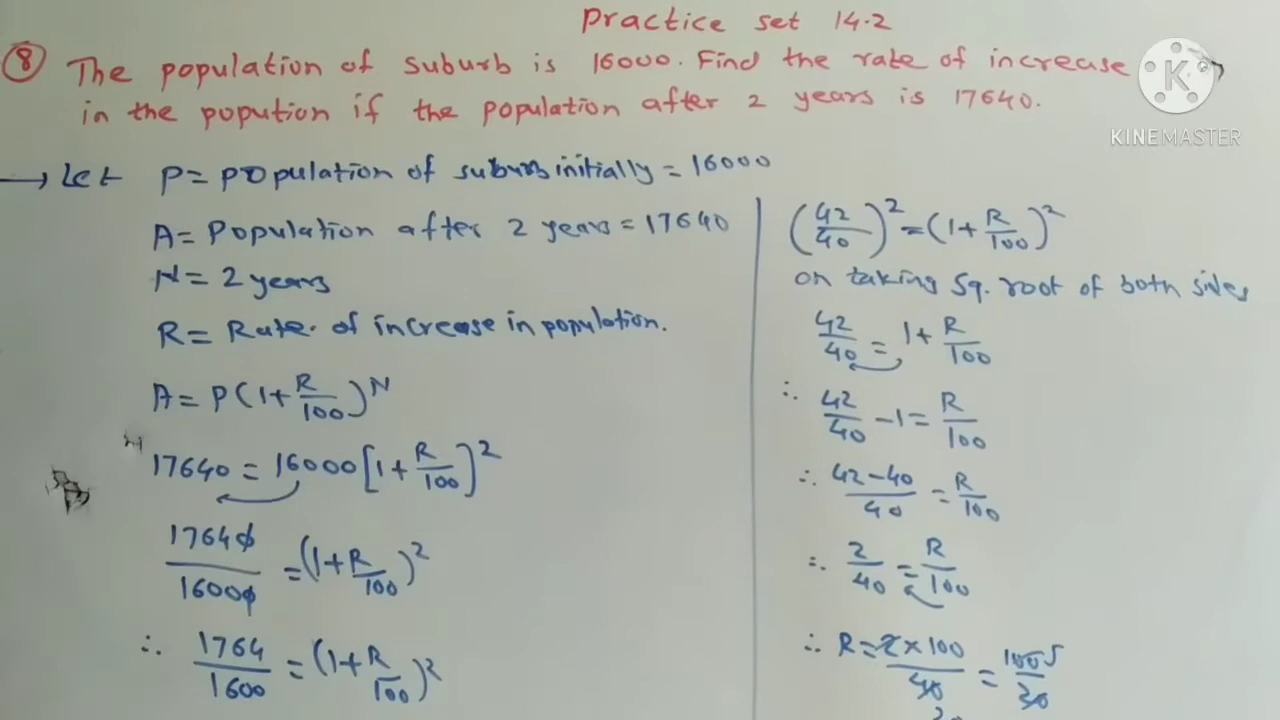 Practice set 14.2
⑧ The population of suburb is 16000. Find the rate of increase
in the popution if the population after 2 years is 17640.
KINEMASTER
→ Let P = population of suburb initially = 16000
A = Population after 2 years = 17640
N = 2 years
R = Rate of increase in population.
A = P(1+R/100)^N
17640 = 16000[1+R/100]^2
17640/16000 = (1+R/100)^2
∴ 1764/1600 = (1+R/100)^2
(42/40)^2 = (1+R/100)^2
on taking sq. root of both sides
42/40 = 1+R/100
∴ 42/40 - 1 = R/100
∴ 42-40/40 = R/100
∴ 2/40 = R/100
∴ R = 2×100/40 = 100/20 5
20